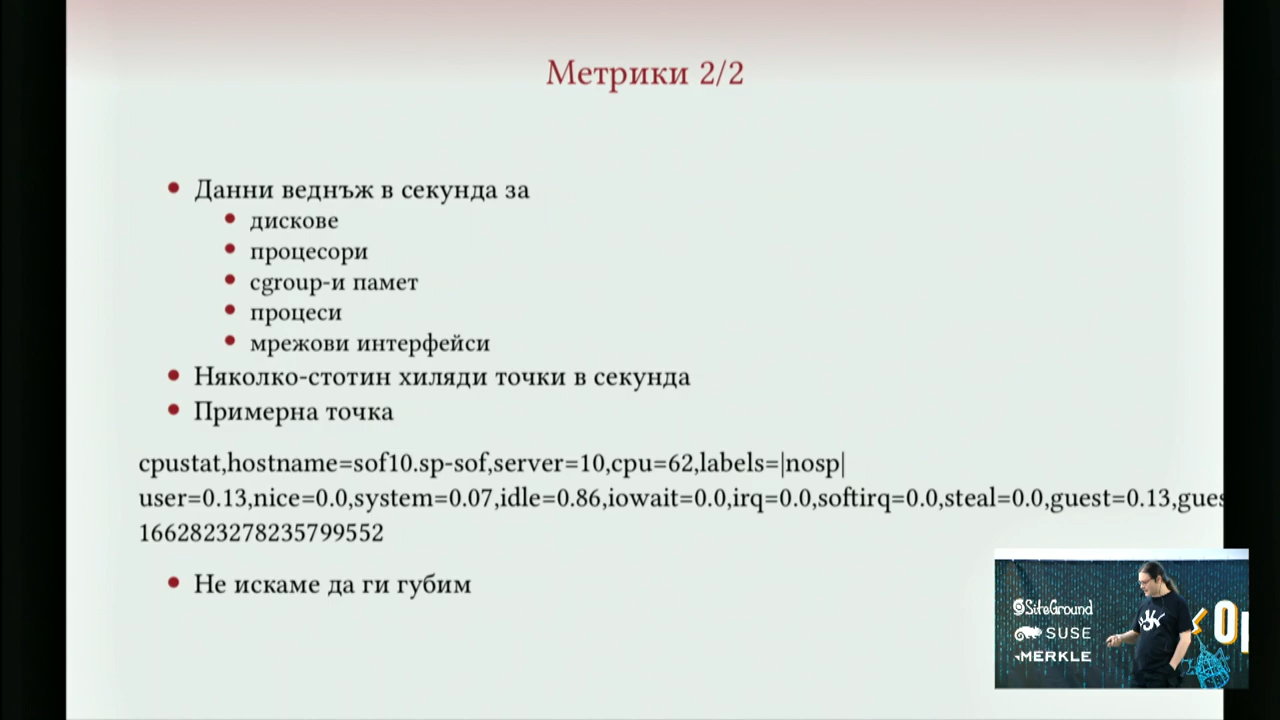 Метрики 2/2
Данни веднъж в секунда за
дискове
процесори
cgroup-и памет
процеси
мрежови интерфейси
Няколко-стотин хиляди точки в секунда
Примерна точка
cpustat,hostname=sof10.sp-sof,server=10,cpu=62,labels=|nosp|
user=0.13,nice=0.0,system=0.07,idle=0.86,iowait=0.0,irq=0.0,softirq=0.0,steal=0.0,guest=0.13,gues
1662823278235799552
Не искаме да ги губим
SiteGround
SUSE
MERKLE